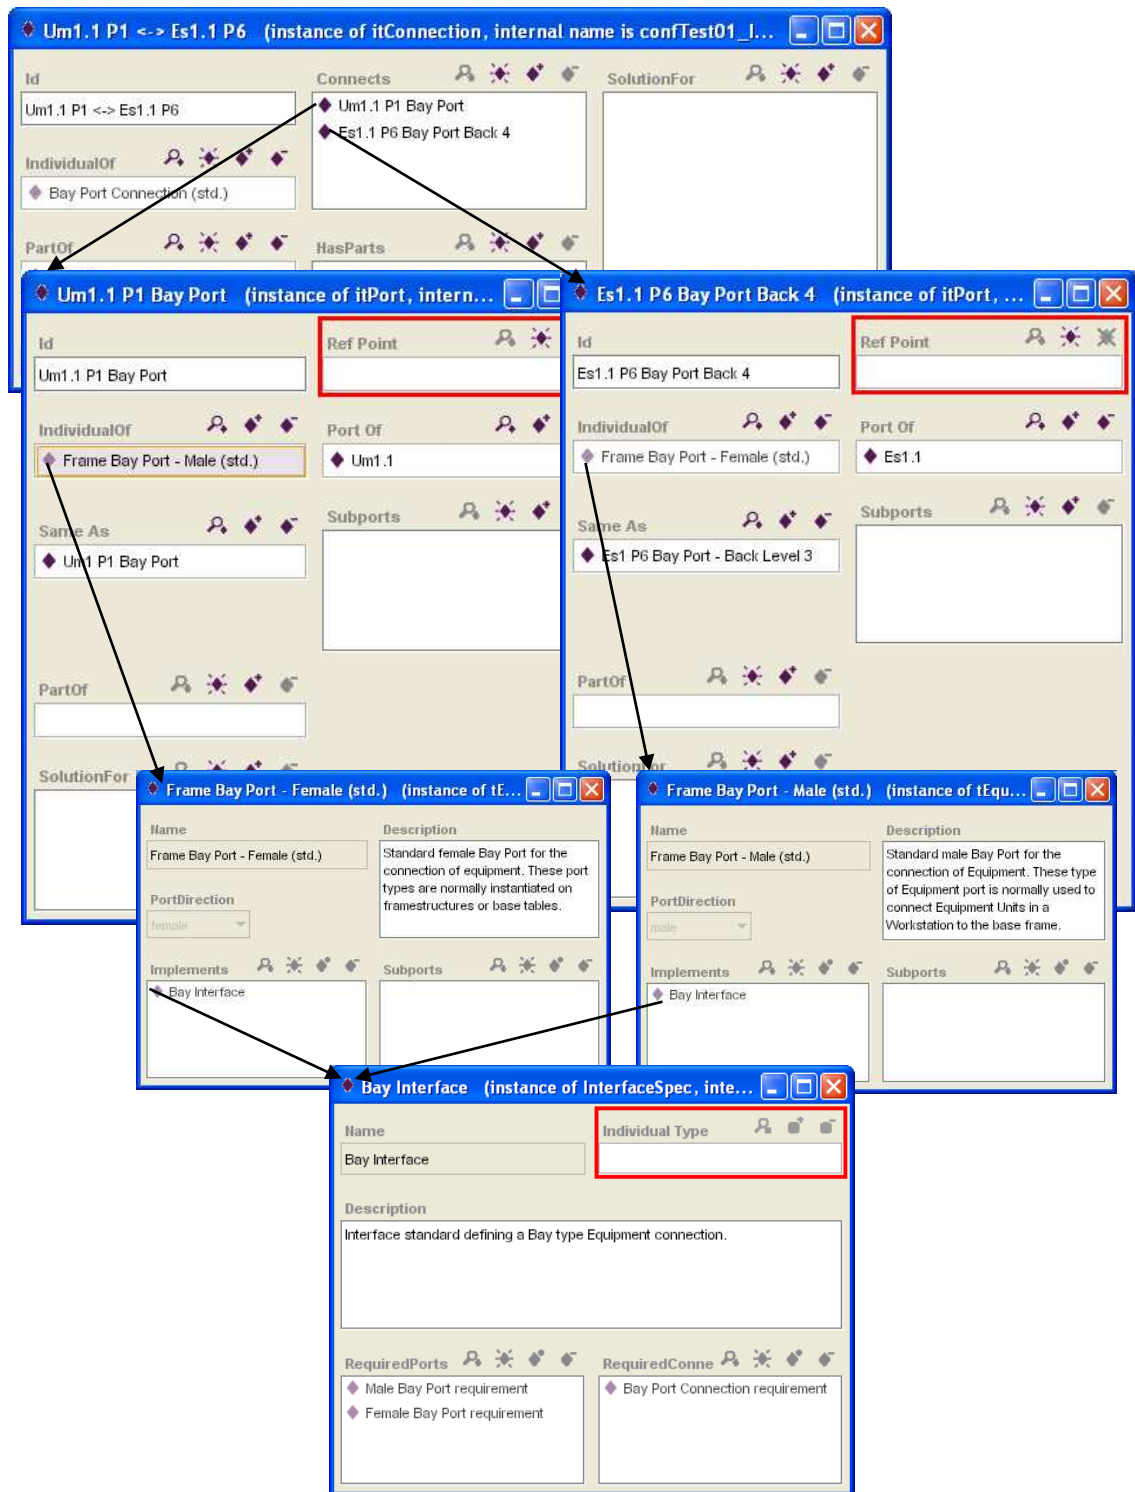 Um1.1 P1 <-> Es1.1 P6   (instance of itConnection, internal name is confTest01_I...
Id
Um1.1 P1 <-> Es1.1 P6
Connects
Um1.1 P1 Bay Port
Es1.1 P6 Bay Port Back 4
SolutionFor
IndividualOf
Bay Port Connection (std.)
PartOf
HasParts
Um1.1 P1 Bay Port   (instance of itPort, intern...
Id
Um1.1 P1 Bay Port
Ref Point
IndividualOf
Frame Bay Port - Male (std.)
Port Of
Um1.1
Same As
Um1 P1 Bay Port
Subports
PartOf
SolutionFor
Es1.1 P6 Bay Port Back 4   (instance of itPort, ...
Id
Es1.1 P6 Bay Port Back 4
Ref Point
IndividualOf
Frame Bay Port - Female (std.)
Port Of
Es1.1
Same As
Es1 P6 Bay Port - Back Level 3
Subports
PartOf
SolutionFor
Frame Bay Port - Female (std.)   (instance of tE...
Name
Frame Bay Port - Female (std.)
Description
Standard female Bay Port for the
connection of equipment. These port
types are normally instantiated on
framestructures or base tables.
PortDirection
female
Implements
Bay Interface
Subports
Frame Bay Port - Male (std.)   (instance of tEqu...
Name
Frame Bay Port - Male (std.)
Description
Standard male Bay Port for the
connection of Equipment. These type
of Equipment port is normally used to
connect Equipment Units in a
Workstation to the base frame.
PortDirection
male
Implements
Bay Interface
Subports
Bay Interface   (instance of InterfaceSpec, inte...
Name
Bay Interface
Individual Type
Description
Interface standard defining a Bay type Equipment connection.
RequiredPorts
Male Bay Port requirement
Female Bay Port requirement
RequiredConne
Bay Port Connection requirement